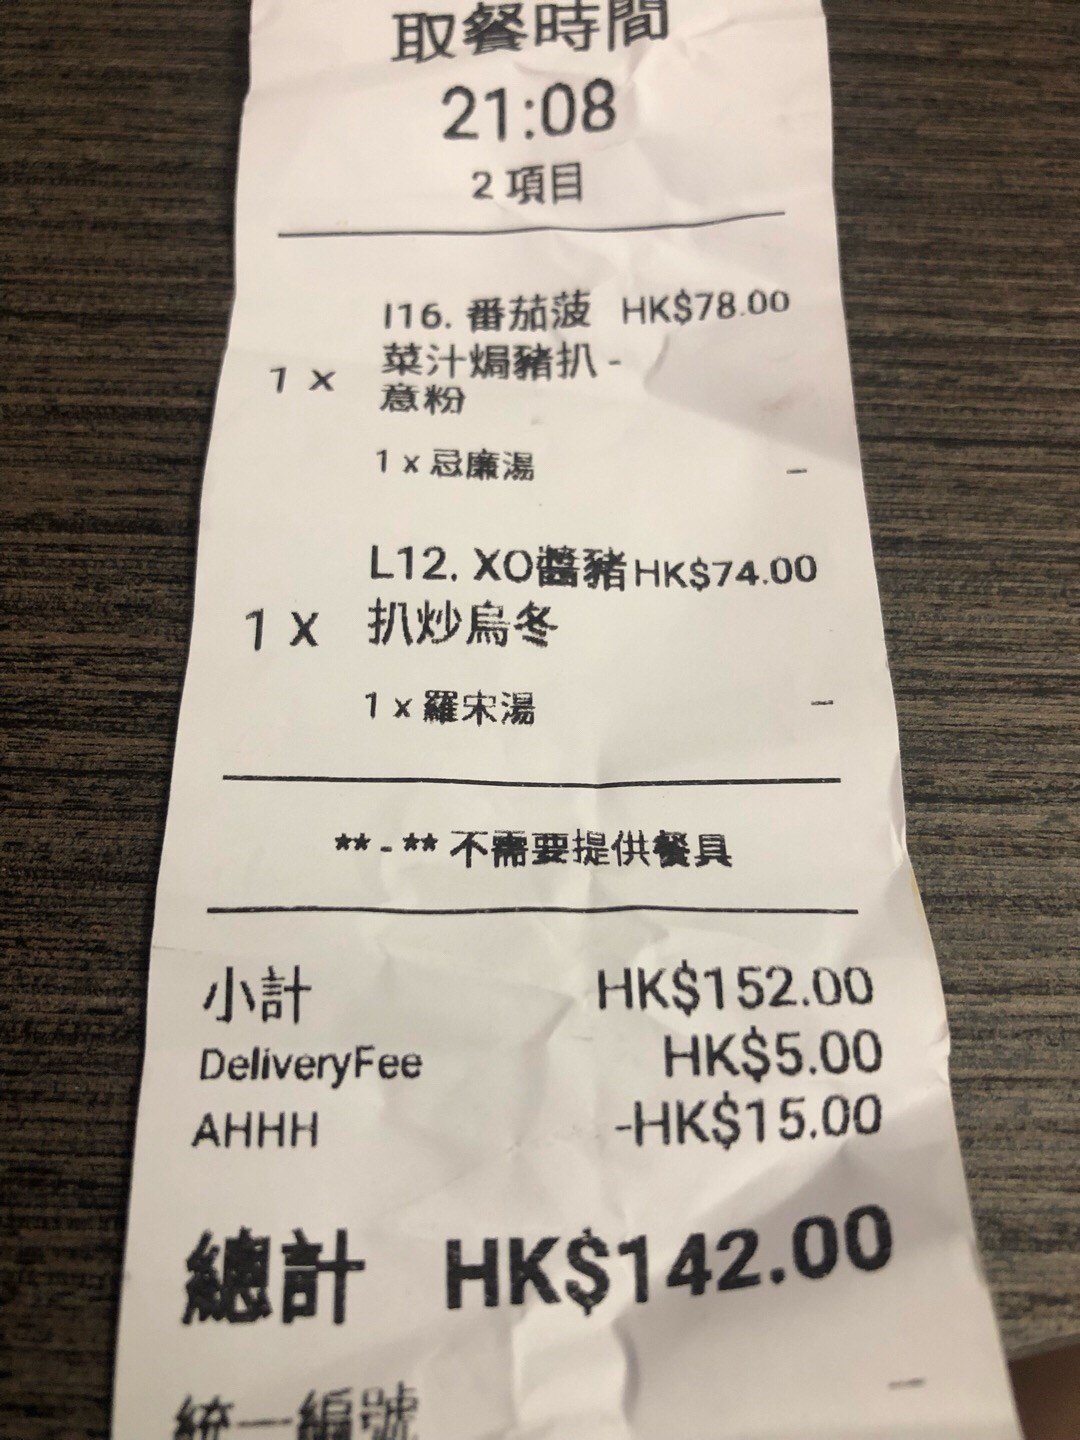 取餐時間
21:08
2 項目
I16. 番茄菠 HK$78.00
菜汁焗豬扒 -
1 x
意粉
1 x 忌廉湯 –
L12. XO醬豬 HK$74.00
1 x 扒炒烏冬
1 x 羅宋湯 –
** - ** 不需要提供餐具
小計 HK$152.00
DeliveryFee HK$5.00
AHHH -HK$15.00
總計 HK$142.00
統一編號 –